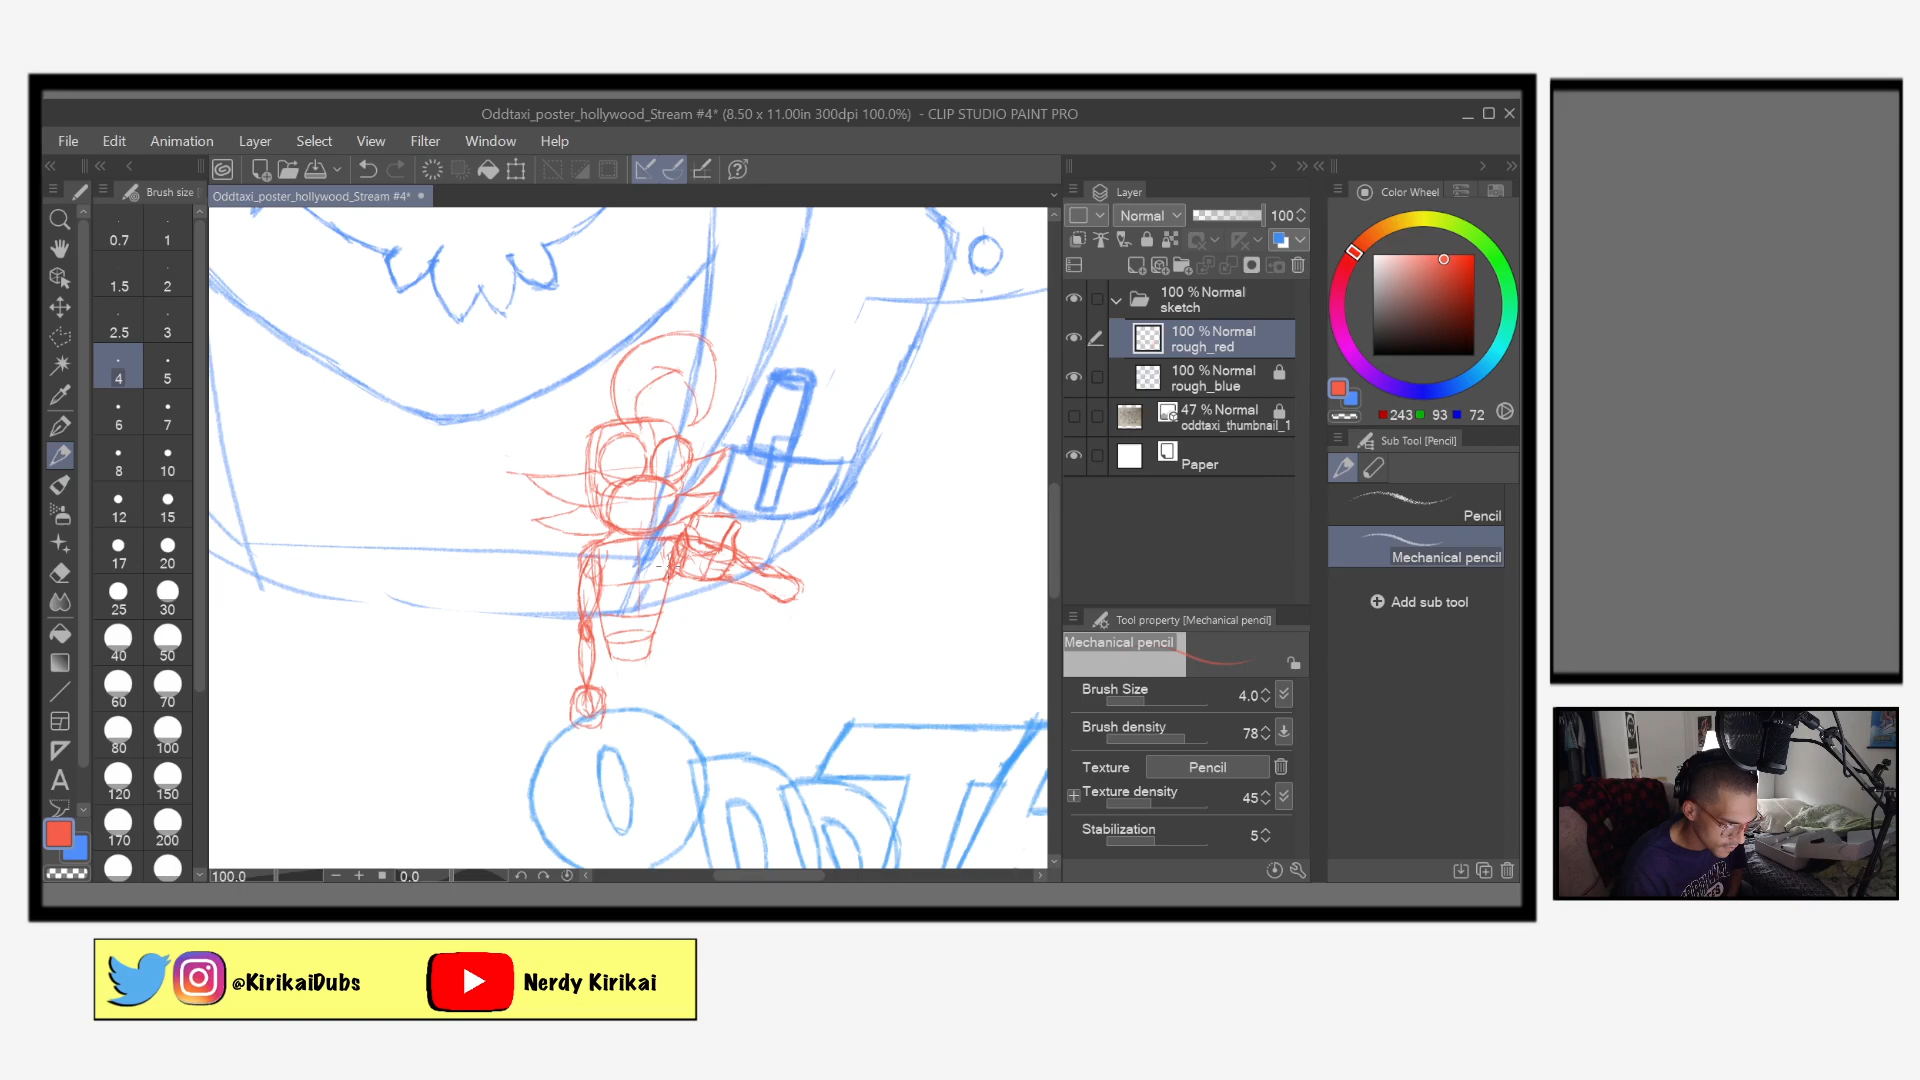 Oddtaxi_poster_hollywood_Stream #4* (8.50 x 11.00in 300dpi 100.0%) - CLIP STUDIO PAINT PRO
File Edit Animation Layer Select View Filter Window Help
Brush size
Oddtaxi_poster_hollywood_Stream #4*
0.7 1
1.5 2
2.5 3
4 5
6 7
8 10
12 15
17 20
25 30
40 50
60 70
80 100
120 150
170 200
ODDT
100.0 0.0
Layer
Normal 100
100 % Normal
sketch
100 % Normal
rough_red
100 % Normal
rough_blue
47 % Normal
oddtaxi_thumbnail_1
Paper
Tool property [Mechanical pencil]
Mechanical pencil
Brush Size 4.0
Brush density 78
Texture Pencil
Texture density 45
Stabilization 5
Color Wheel
243 93 72
Sub Tool [Pencil]
Pencil
Mechanical pencil
Add sub tool
@KirikaiDubs
Nerdy Kirikai